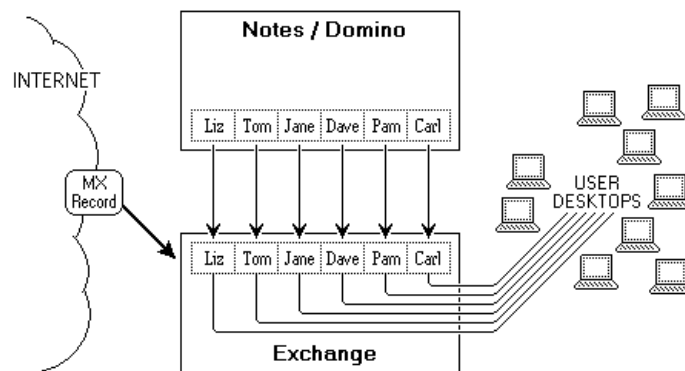 Notes / Domino
INTERNET
Liz Tom Jane Dave Pam Carl
MX
Record
USER
DESKTOPS
Liz Tom Jane Dave Pam Carl
Exchange